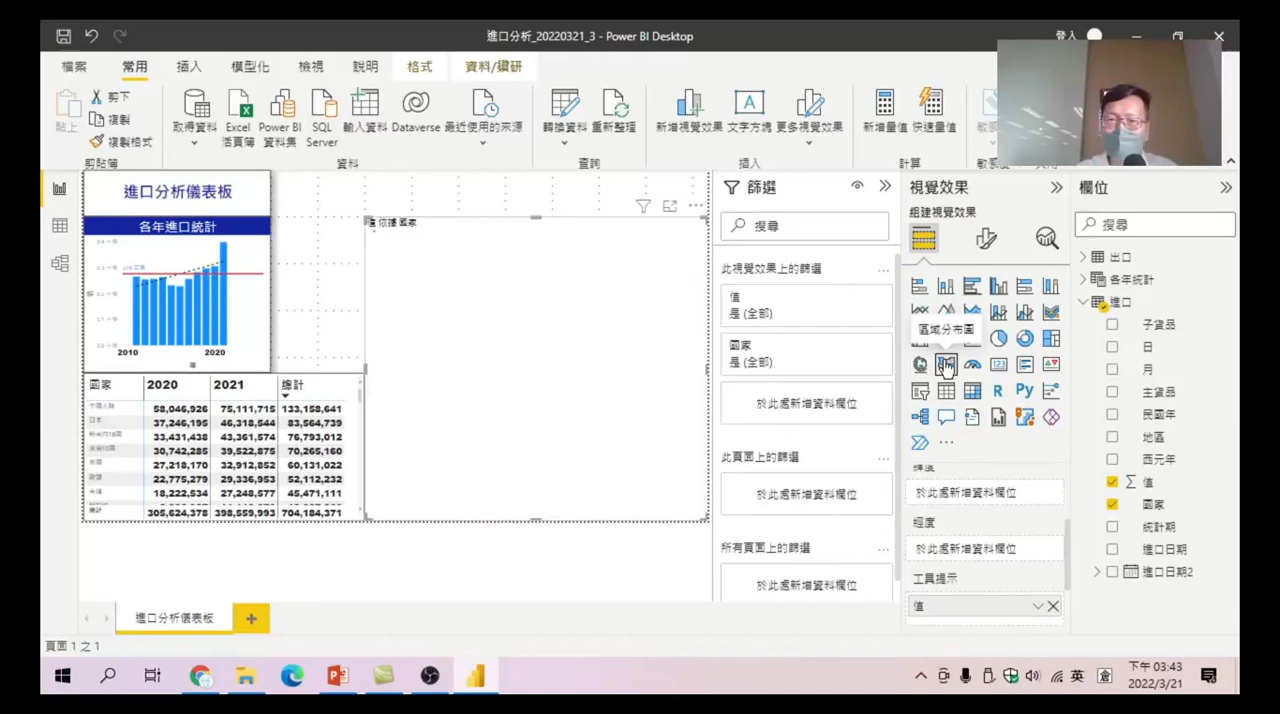 進口分析_20220321_3 - Power BI Desktop
登入
檔案 常用 插入 模型化 檢視 說明 格式 資料/鑽研
貼上
剪下
複製
複製格式
取得資料
Excel 活頁簿
Power BI 資料集
SQL Server
輸入資料
Dataverse
最近使用的來源
轉換資料
重新整理
新增視覺效果
文字方塊
更多視覺效果
新增量值
快速量值
剪貼簿 資料 查詢 插入 計算
進口分析儀表板
各年進口統計
2010 2020
年
國家 2020 2021 總計
中國大陸 58,046,926 75,111,715 133,158,641
日本 37,246,195 46,318,544 83,564,739
33,431,438 43,361,574 76,793,012
30,742,285 39,522,875 70,265,160
美國 27,218,170 32,912,852 60,131,022
歐盟 22,775,279 29,336,953 52,112,232
18,222,534 27,248,577 45,471,111
總計 305,624,378 398,559,993 704,184,371
值 依據 國家
篩選
搜尋
此視覺效果上的篩選
值
是 (全部)
國家
是 (全部)
於此處新增資料欄位
此頁面上的篩選
於此處新增資料欄位
所有頁面上的篩選
於此處新增資料欄位
視覺效果
組建視覺效果
區域分布圖
123
R Py
於此處新增資料欄位
經度
於此處新增資料欄位
工具提示
值
欄位
搜尋
出口
各年統計
進口
子貨品
日
月
主貨品
民國年
地區
西元年
Σ 值
國家
統計期
進口日期
進口日期2
進口分析儀表板
頁面 1 之 1
英
下午 03:43
2022/3/21